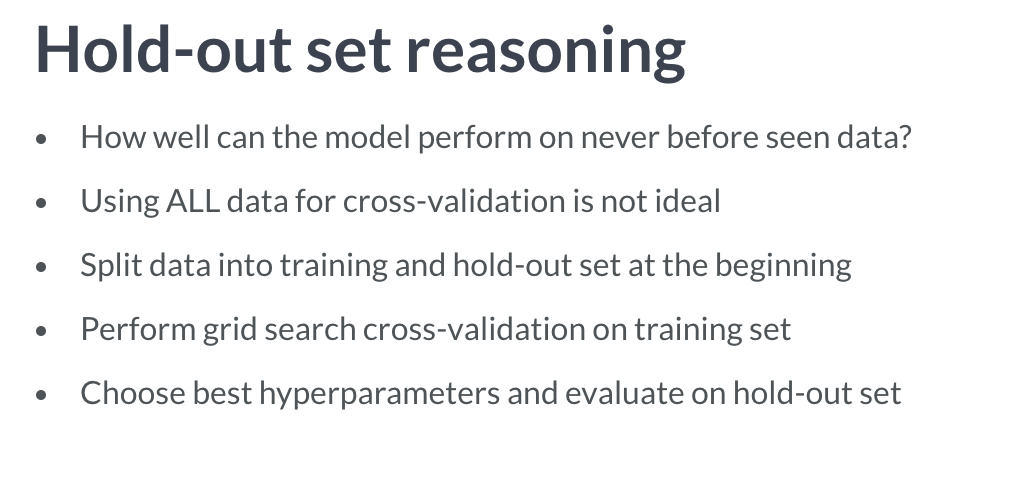 Hold-out set reasoning
• How well can the model perform on never before seen data?
• Using ALL data for cross-validation is not ideal
• Split data into training and hold-out set at the beginning
• Perform grid search cross-validation on training set
• Choose best hyperparameters and evaluate on hold-out set